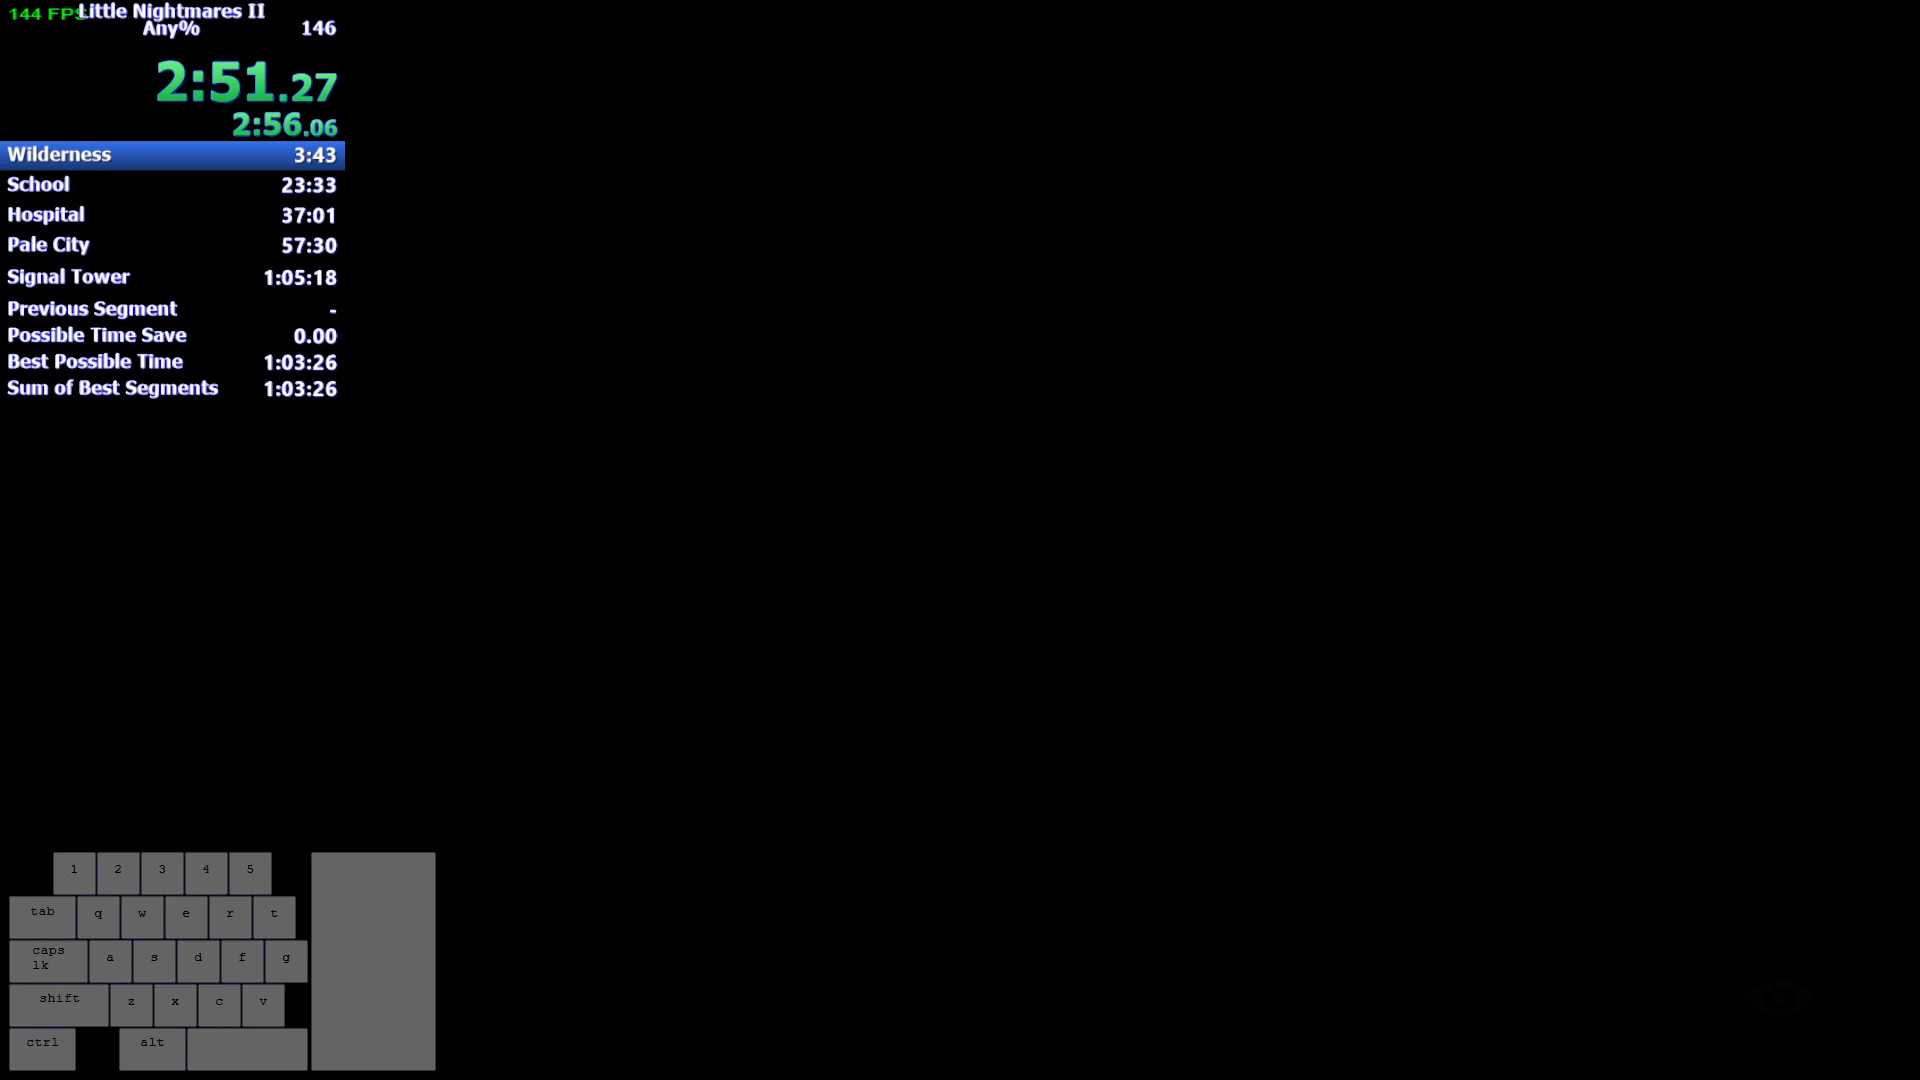 144 FPS
Little Nightmares II
Any% 146
2:51.27
2:56.06
Wilderness 3:43
School 23:33
Hospital 37:01
Pale City 57:30
Signal Tower 1:05:18
Previous Segment -
Possible Time Save 0.00
Best Possible Time 1:03:26
Sum of Best Segments 1:03:26
1 2 3 4 5
tab q w e r t
caps lk a s d f g
shift z x c v
ctrl alt